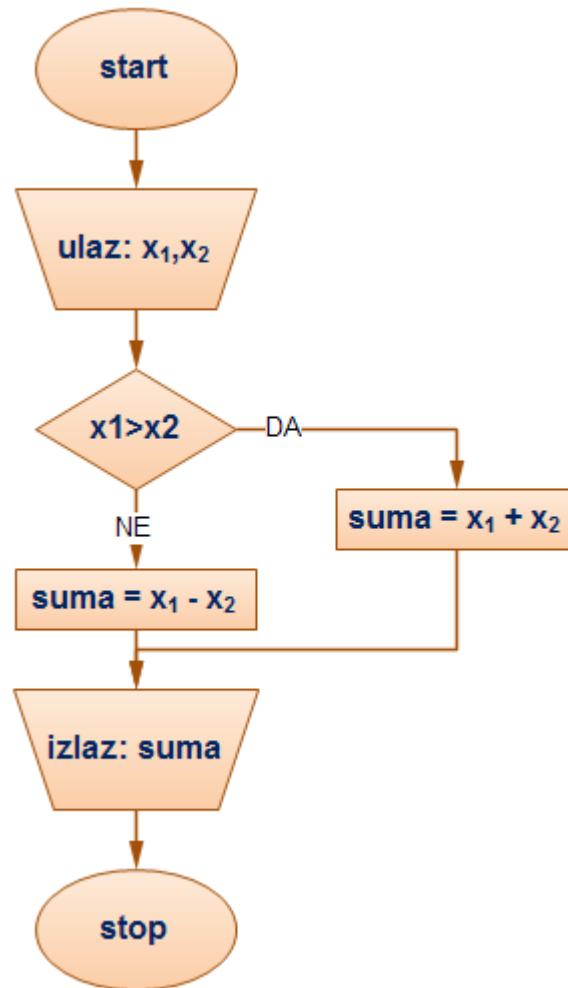 start
ulaz: x₁,x₂
x1>x2
DA
NE
suma = x₁ + x₂
suma = x₁ - x₂
izlaz: suma
stop